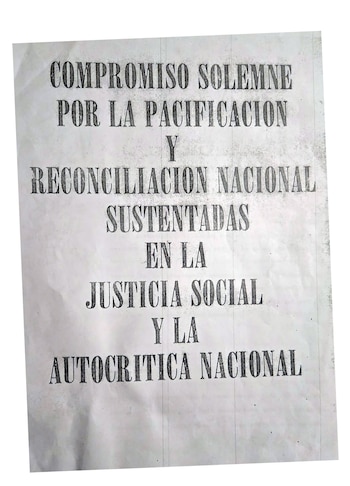 COMPROMISO SOLEMNE
POR LA PACIFICACION
Y
RECONCILIACION NACIONAL
SUSTENTADAS
EN LA
JUSTICIA SOCIAL
Y LA
AUTOCRITICA NACIONAL